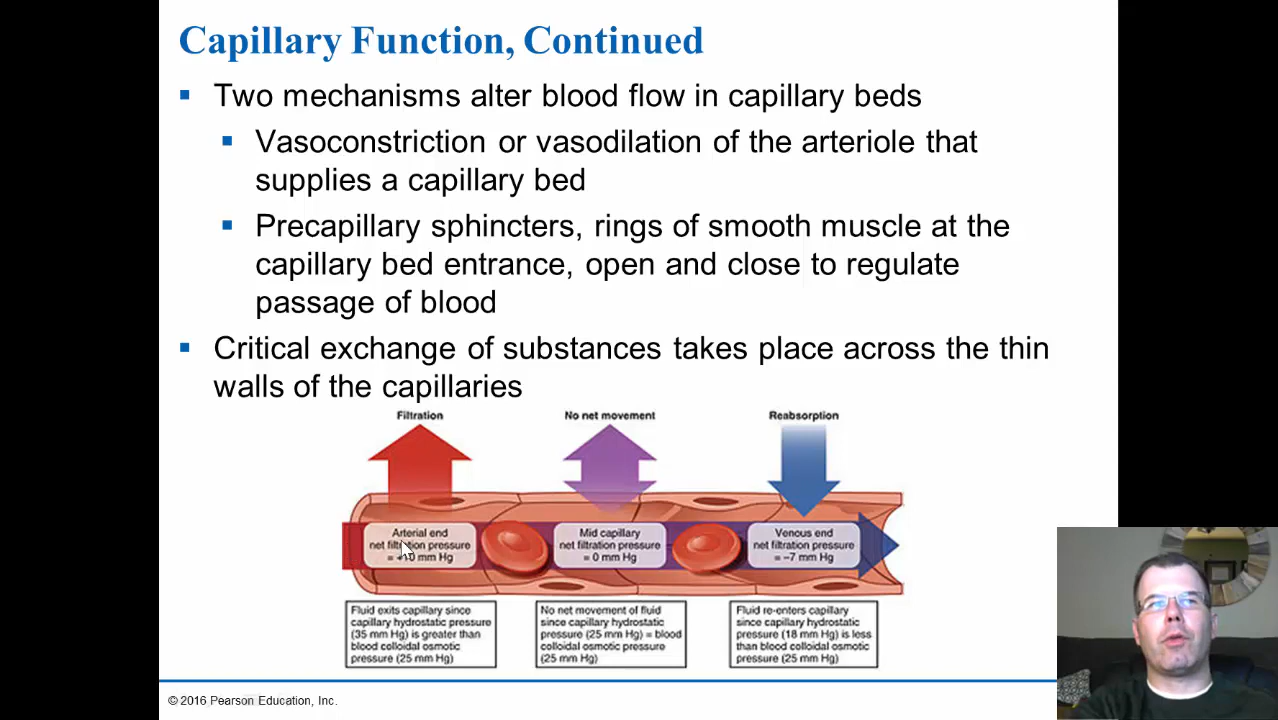 Capillary Function, Continued
Two mechanisms alter blood flow in capillary beds
Vasoconstriction or vasodilation of the arteriole that
supplies a capillary bed
Precapillary sphincters, rings of smooth muscle at the
capillary bed entrance, open and close to regulate
passage of blood
Critical exchange of substances takes place across the thin
walls of the capillaries
Filtration
No net movement
Reabsorption
Arterial end
net filtration pressure
= +10 mm Hg
Mid capillary
net filtration pressure
= 0 mm Hg
Venous end
net filtration pressure
= –7 mm Hg
Fluid exits capillary since
capillary hydrostatic pressure
(35 mm Hg) is greater than
blood colloidal osmotic
pressure (25 mm Hg)
No net movement of fluid
since capillary hydrostatic
pressure (25 mm Hg) = blood
colloidal osmotic pressure
(25 mm Hg)
Fluid re-enters capillary
since capillary hydrostatic
pressure (18 mm Hg) is less
than blood colloidal osmotic
pressure (25 mm Hg)
© 2016 Pearson Education, Inc.